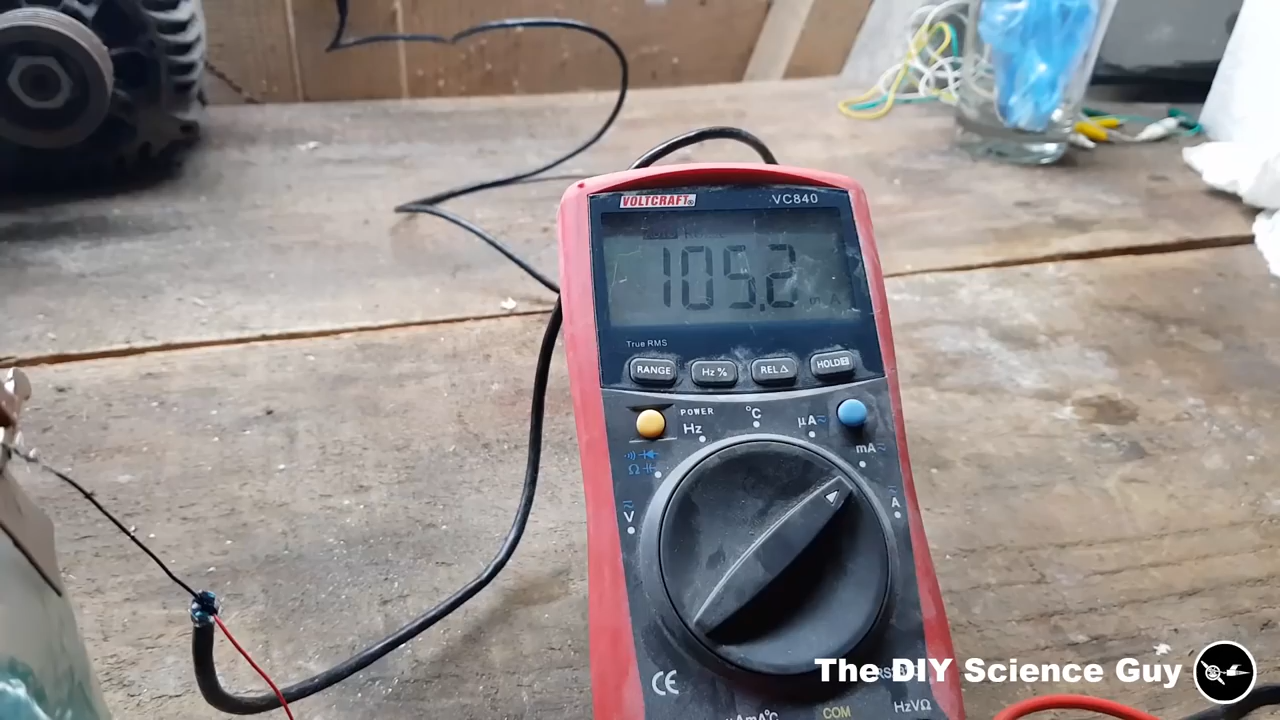 VOLTCRAFT® VC840
105.2
mA
True RMS
RANGE Hz % REL△ HOLD
POWER
Hz °C µA
mA
Ω
V A
The DIY Science Guy
CE
COM HzVΩ